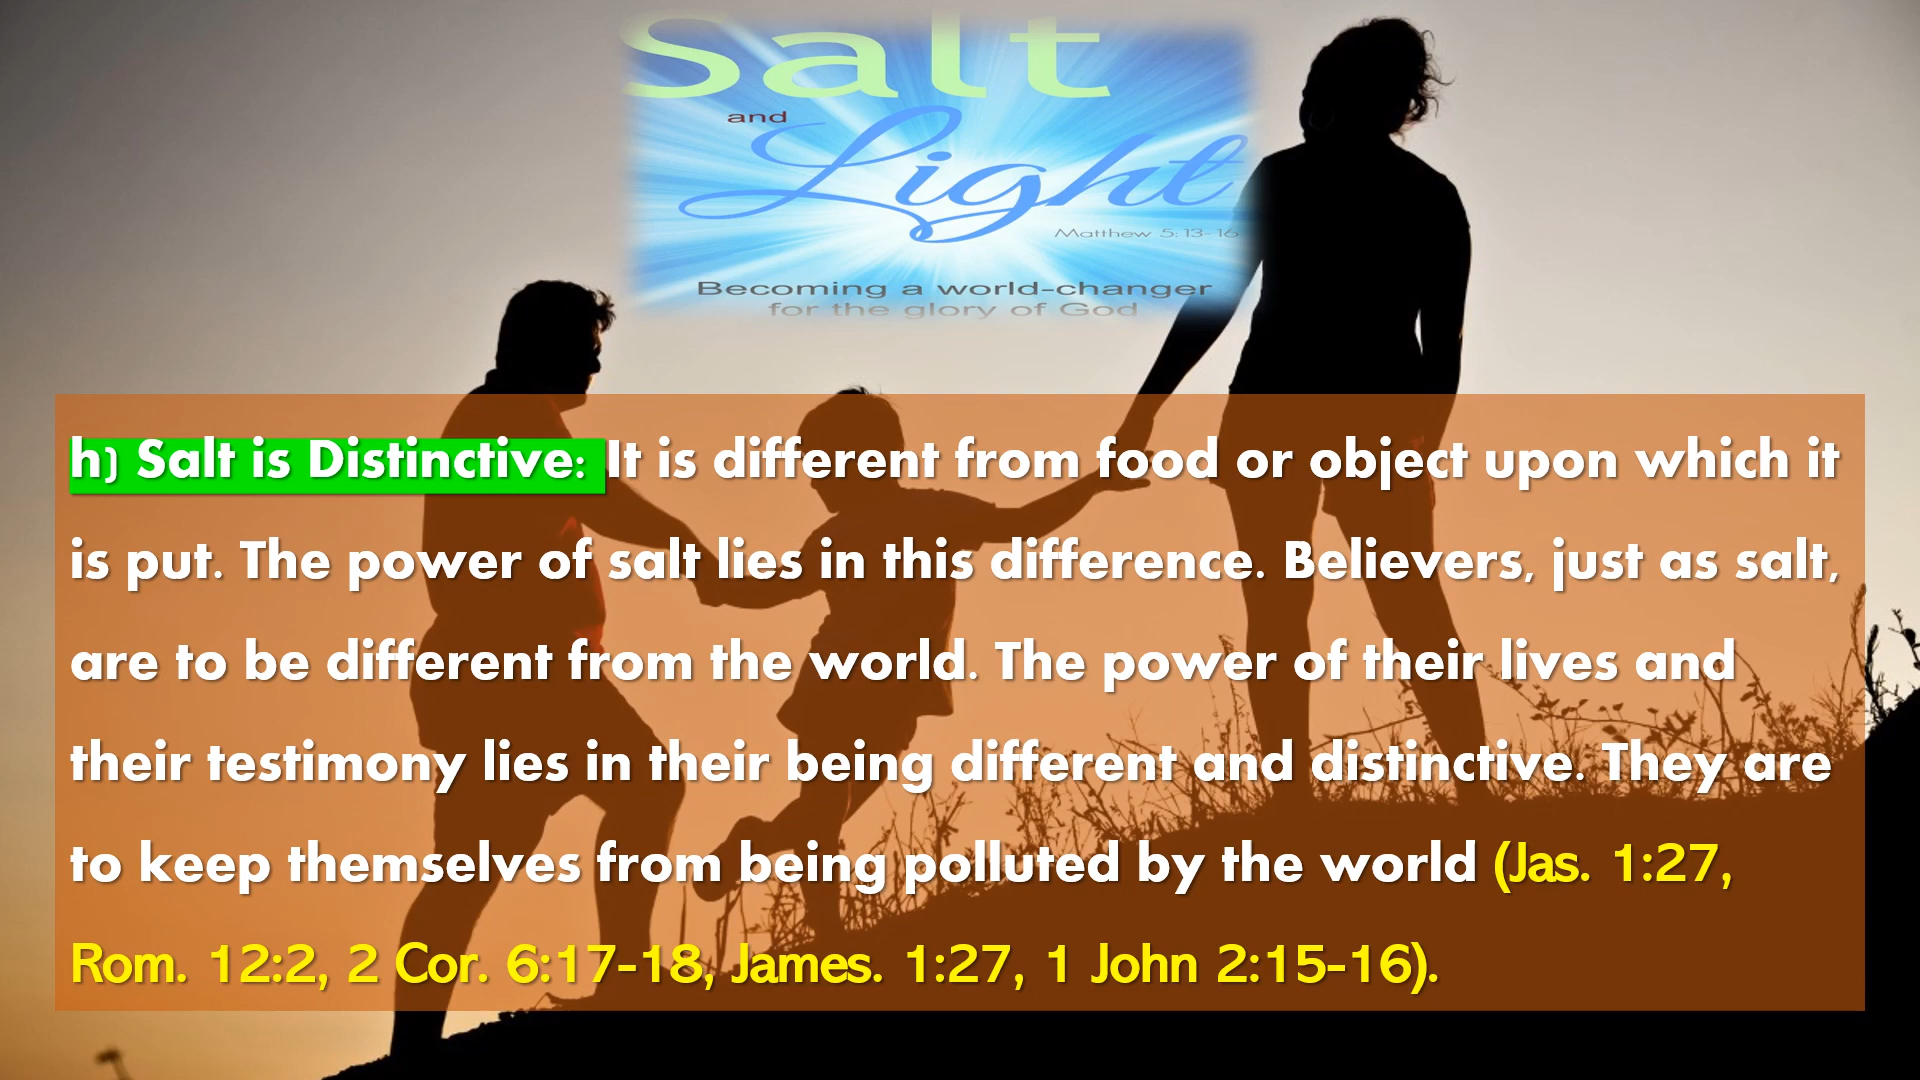 Salt
and
Light
Matthew 5:13-16
Becoming a world-changer
for the glory of God
h) Salt is Distinctive: It is different from food or object upon which it
is put. The power of salt lies in this difference. Believers, just as salt,
are to be different from the world. The power of their lives and
their testimony lies in their being different and distinctive. They are
to keep themselves from being polluted by the world (Jas. 1:27,
Rom. 12:2, 2 Cor. 6:17-18, James. 1:27, 1 John 2:15-16).